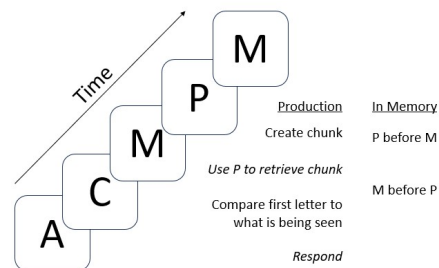 Time
M
P
M
C
A
Production In Memory
Create chunk P before M
Use P to retrieve chunk
M before P
Compare first letter to
what is being seen
Respond